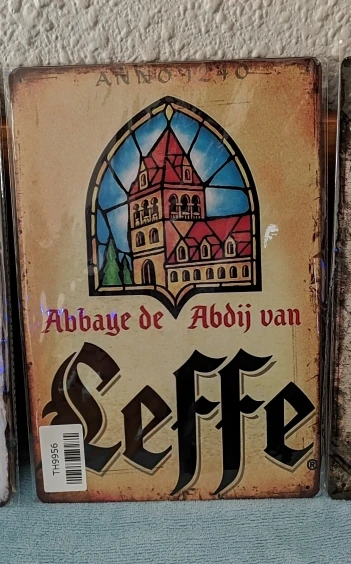 ANNO 1240
Abbaye de Abdij van
Leffe®
TH9956